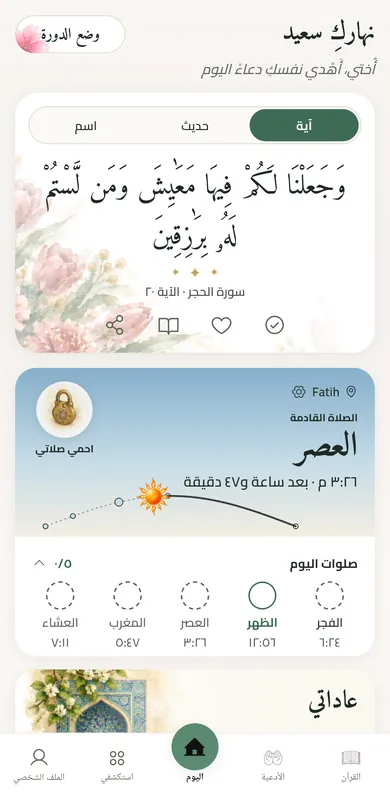 نهاركِ سعيد
وضع الدورة
أختي، أهدي نفسكِ دعاءً اليوم
آية
حديث
اسم
وَجَعَلْنَا لَكُمْ فِيهَا مَعَٰيِشَ وَمَن لَّسْتُمْ
لَهُۥ بِرَٰزِقِينَ
سورة الحجر · الآية ٢٠
Fatih
الصلاة القادمة
العصر
٣:٢٦ م · بعد ساعة و٤٧ دقيقة
احمي صلاتي
صلوات اليوم
٠/٥
الفجر
الظهر
العصر
المغرب
العشاء
٦:٢٤
١٢:٥٦
٣:٢٦
٥:٤٧
٧:١١
عاداتي
القرآن
الأدعية
اليوم
استكشفي
الملف الشخصي